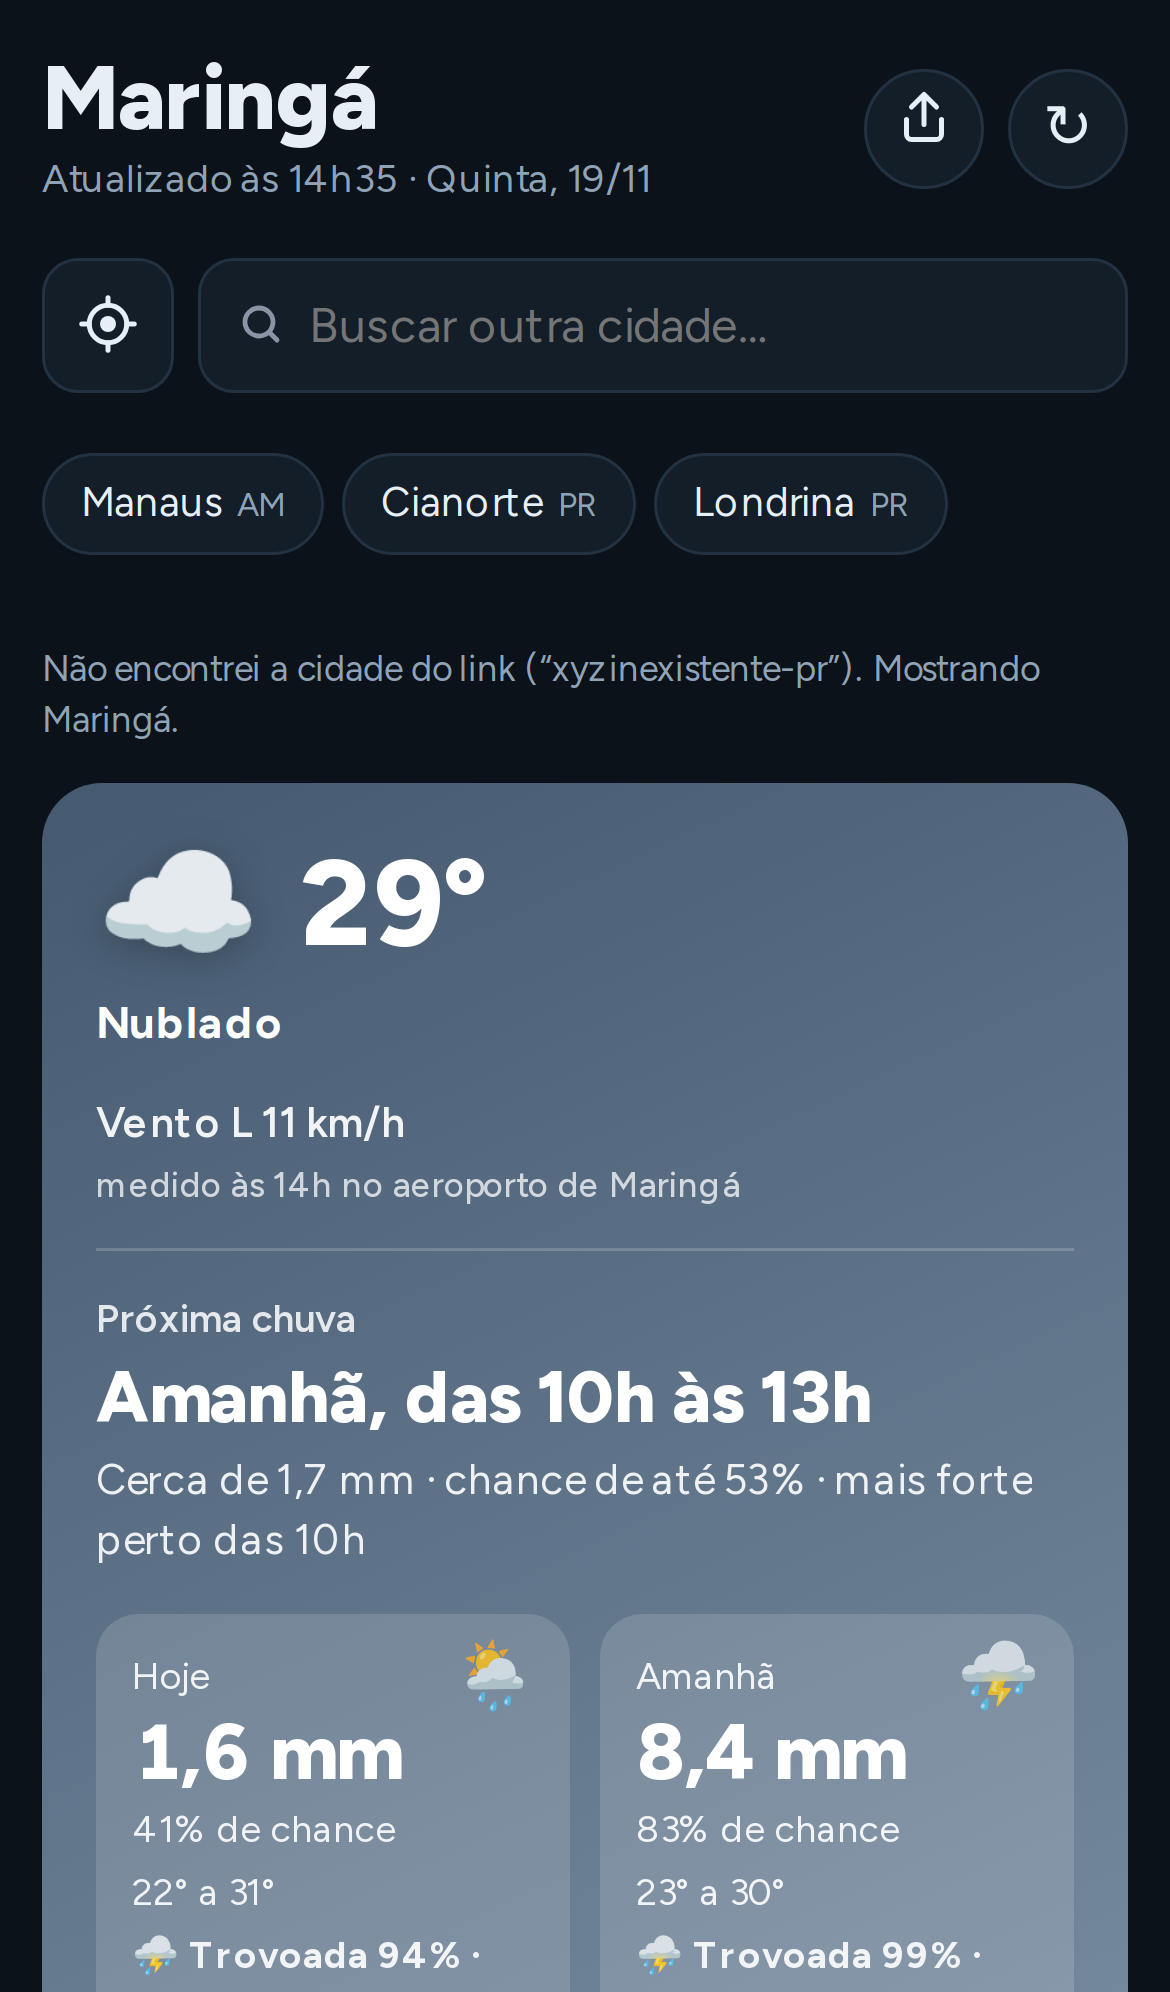 Maringá
Atualizado às 14h35 · Quinta, 19/11
Buscar outra cidade...
Manaus AM
Cianorte PR
Londrina PR
Não encontrei a cidade do link (“xyzinexistente-pr”). Mostrando
Maringá.
29°
Nublado
Vento L 11 km/h
medido às 14h no aeroporto de Maringá
Próxima chuva
Amanhã, das 10h às 13h
Cerca de 1,7 mm · chance de até 53% · mais forte
perto das 10h
Hoje
1,6 mm
41% de chance
22° a 31°
Trovoada 94% ·
Amanhã
8,4 mm
83% de chance
23° a 30°
Trovoada 99% ·